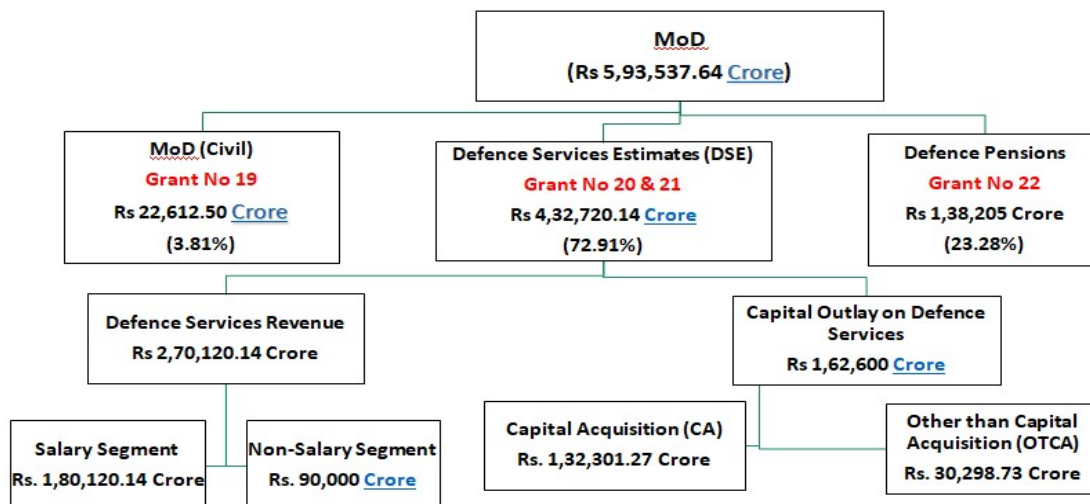 MoD
(Rs 5,93,537.64 Crore)
MoD (Civil)
Grant No 19
Rs 22,612.50 Crore
(3.81%)
Defence Services Estimates (DSE)
Grant No 20 & 21
Rs 4,32,720.14 Crore
(72.91%)
Defence Pensions
Grant No 22
Rs 1,38,205 Crore
(23.28%)
Defence Services Revenue
Rs 2,70,120.14 Crore
Capital Outlay on Defence
Services
Rs 1,62,600 Crore
Salary Segment
Rs. 1,80,120.14 Crore
Non-Salary Segment
Rs. 90,000 Crore
Capital Acquisition (CA)
Rs. 1,32,301.27 Crore
Other than Capital
Acquisition (OTCA)
Rs. 30,298.73 Crore